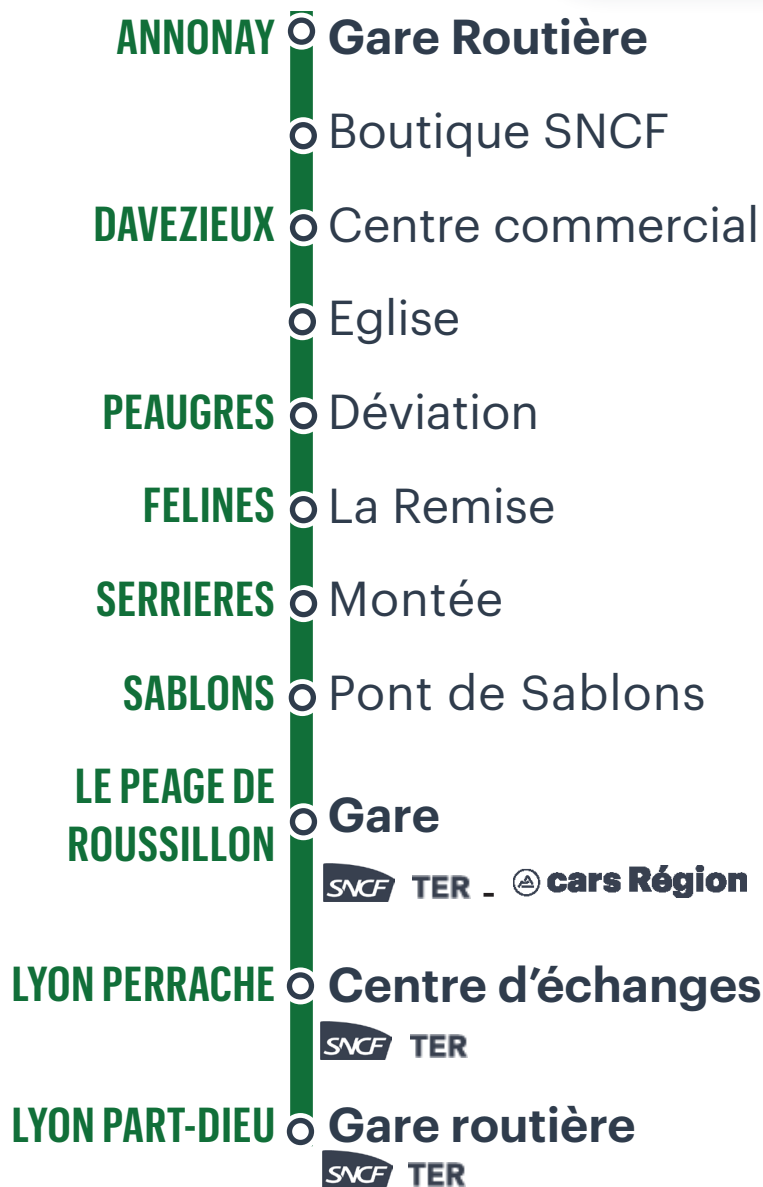 ANNONAY Gare Routière
Boutique SNCF
DAVEZIEUX Centre commercial
Eglise
PEAUGRES Déviation
FELINES La Remise
SERRIERES Montée
SABLONS Pont de Sablons
LE PEAGE DE
ROUSSILLON Gare
SNCF TER - cars Région
LYON PERRACHE Centre d’échanges
SNCF TER
LYON PART-DIEU Gare routière
SNCF TER